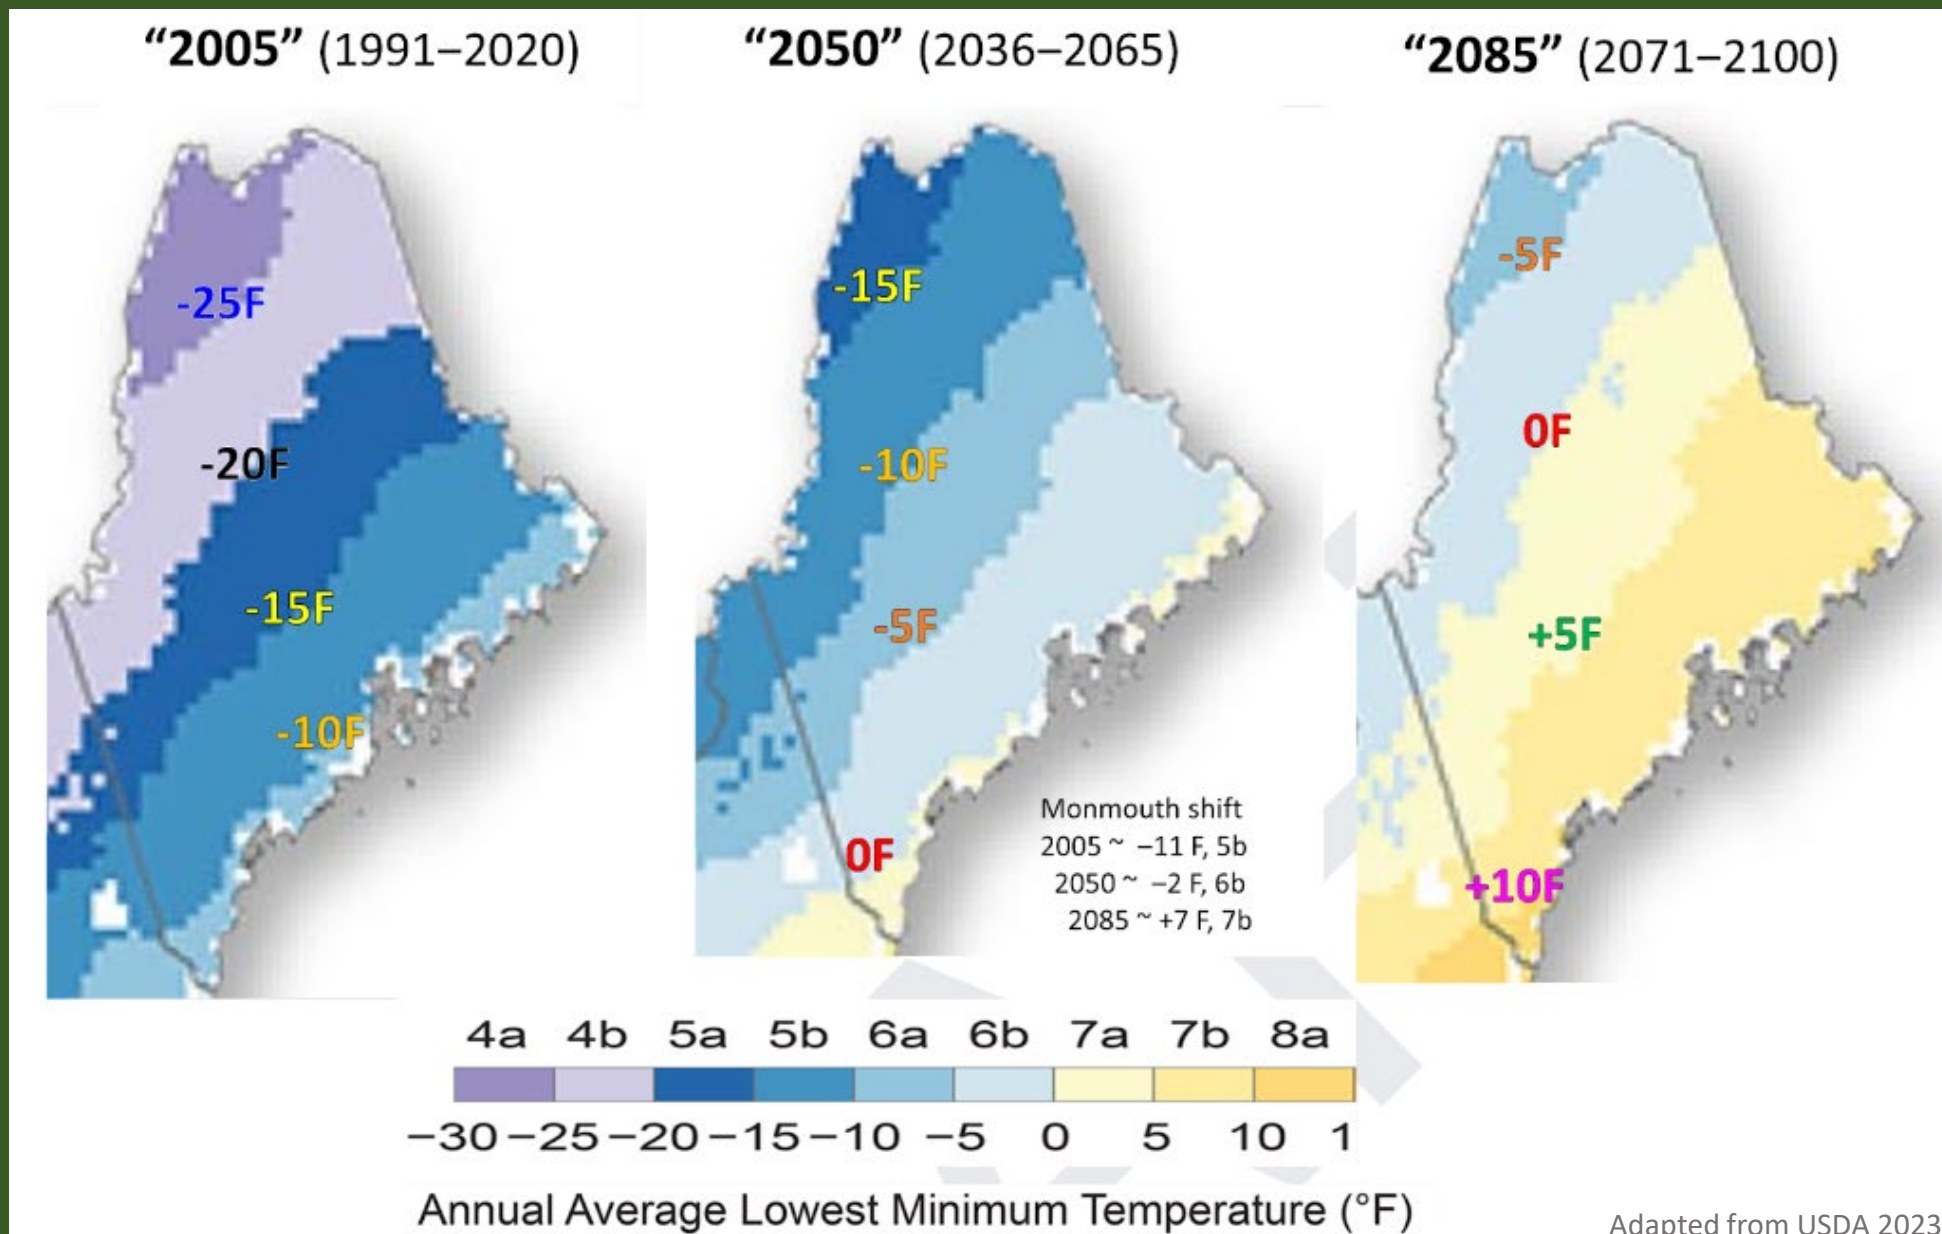 “2005” (1991–2020)
“2050” (2036–2065)
“2085” (2071–2100)
-25F
-20F
-15F
-10F
-15F
-10F
-5F
0F
Monmouth shift
2005 ~ –11 F, 5b
2050 ~ –2 F, 6b
2085 ~ +7 F, 7b
-5F
0F
+5F
+10F
4a 4b 5a 5b 6a 6b 7a 7b 8a
−30 −25 −20 −15 −10 −5 0 5 10 1
Annual Average Lowest Minimum Temperature (°F)
Adapted from USDA 2023